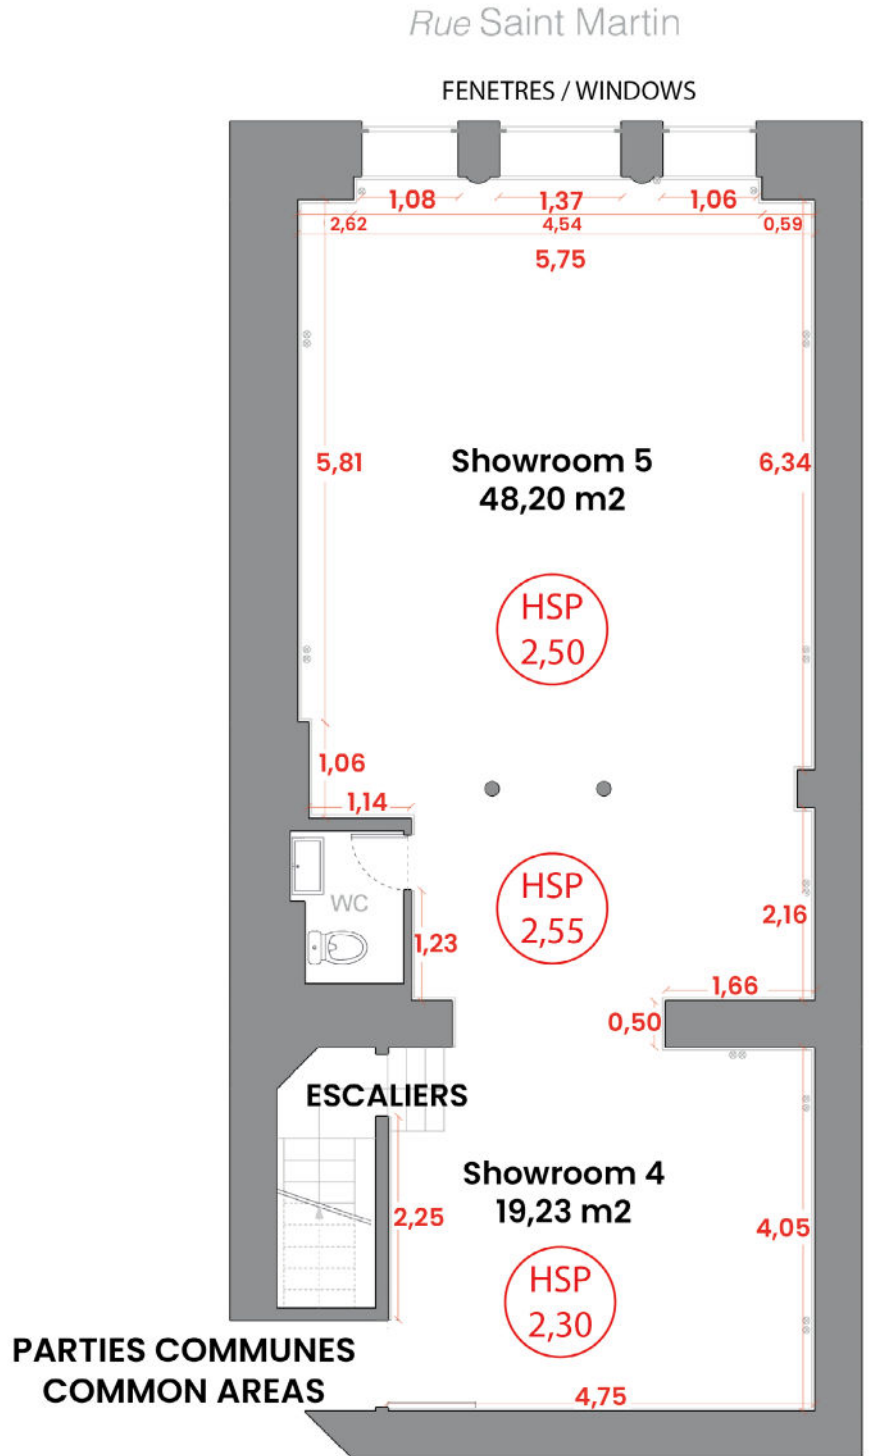 Rue Saint Martin
FENETRES / WINDOWS
1,08
1,37
1,06
2,62
4,54
0,59
5,75
5,81
Showroom 5
48,20 m2
6,34
HSP
2,50
1,06
1,14
HSP
2,55
WC
2,16
1,23
1,66
0,50
ESCALIERS
Showroom 4
19,23 m2
2,25
4,05
HSP
2,30
PARTIES COMMUNES
COMMON AREAS
4,75